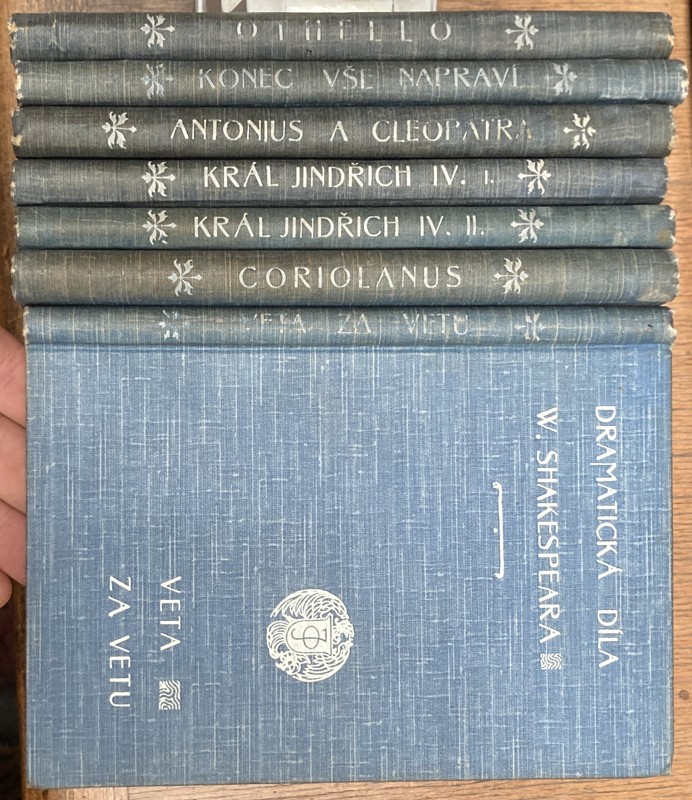 OTHELLO
KONEC VŠE NAPRAVÍ
ANTONIUS A CLEOPATRA
KRÁL JINDŘICH IV. I.
KRÁL JINDŘICH IV. II.
CORIOLANUS
VETA ZA VETU
DRAMATICKÁ DÍLA
W. SHAKESPEARA
VETA
ZA VETU